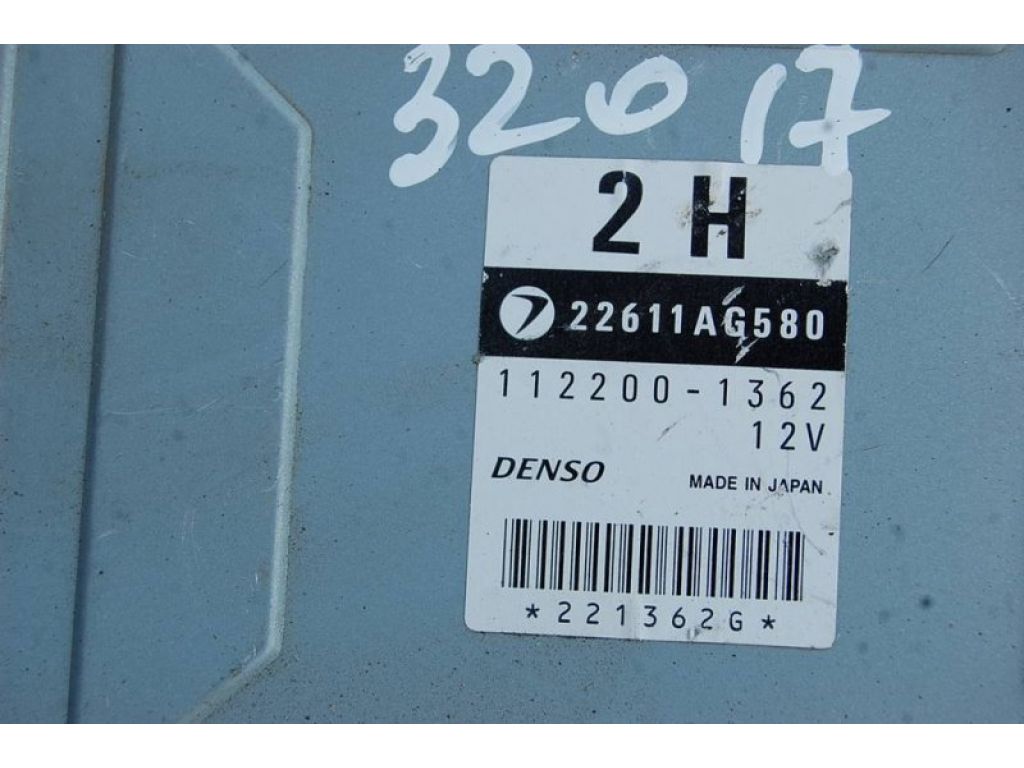 32017
2 H
22611AG580
112200-1362
12V
DENSO
MADE IN JAPAN
*221362G*